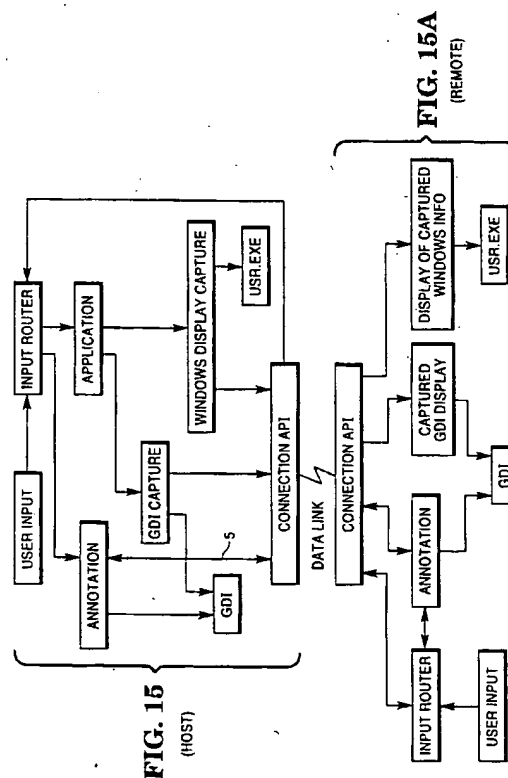 FIG. 15
(HOST)
USER INPUT
INPUT ROUTER
APPLICATION
ANNOTATION
GDI CAPTURE
WINDOWS DISPLAY CAPTURE
GDI
5
USR.EXE
CONNECTION API
DATA LINK
FIG. 15A
(REMOTE)
CONNECTION API
INPUT ROUTER
ANNOTATION
CAPTURED
GDI DISPLAY
DISPLAY OF CAPTURED
WINDOWS INFO
USER INPUT
GDI
USR.EXE